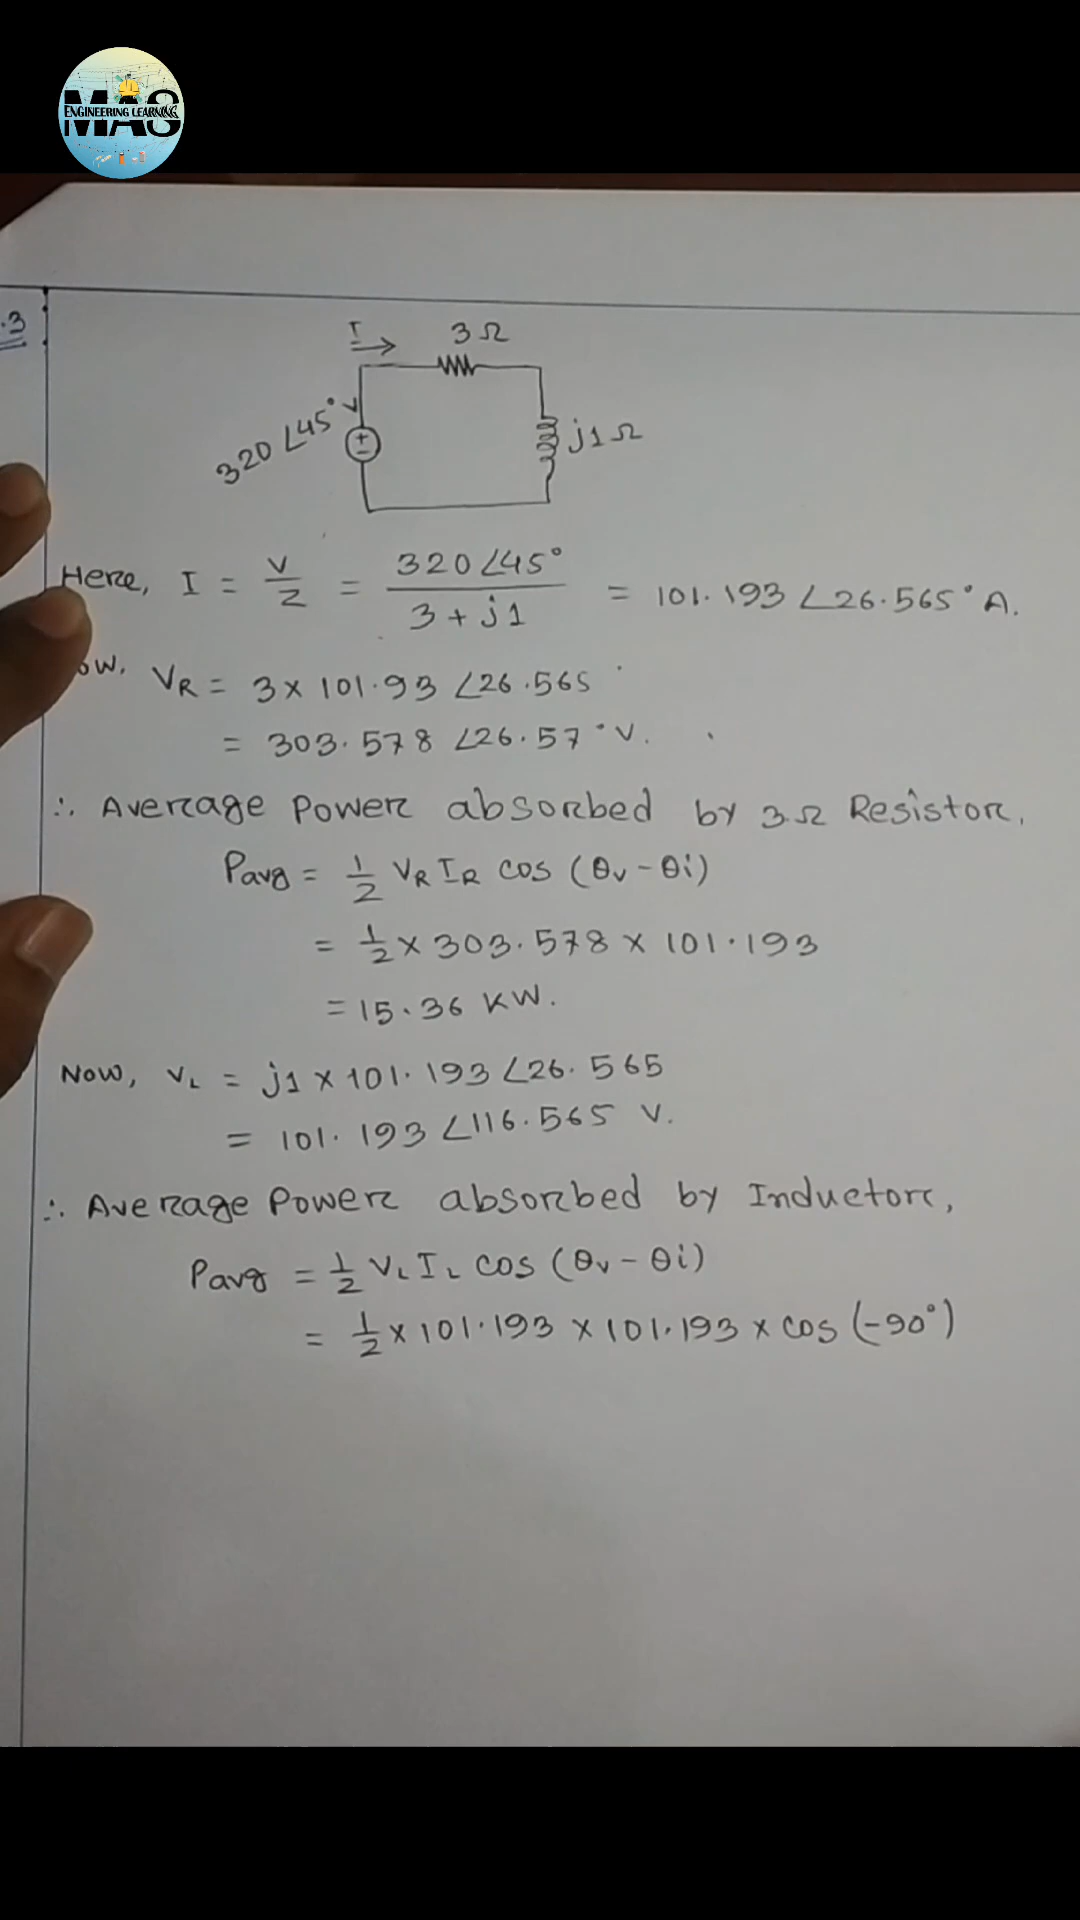 MAS
ENGINEERING LEARNING
.3
I
3Ω
320∠45° V
+
-
j1Ω
Here, I = V/Z = 320∠45° / 3+j1 = 101.193 ∠26.565° A.
ow, VR = 3 × 101.93 ∠26.565
= 303.578 ∠26.57° V.
∴ Average Power absorbed by 3Ω Resistor,
Pavg = 1/2 VR IR cos (θv - θi)
= 1/2 × 303.578 × 101.193
= 15.36 KW.
Now, VL = j1 × 101.193 ∠26.565
= 101.193 ∠116.565 V.
∴ Average Power absorbed by Inductor,
Pavg = 1/2 VL IL cos (θv - θi)
= 1/2 × 101.193 × 101.193 × cos (-90°)